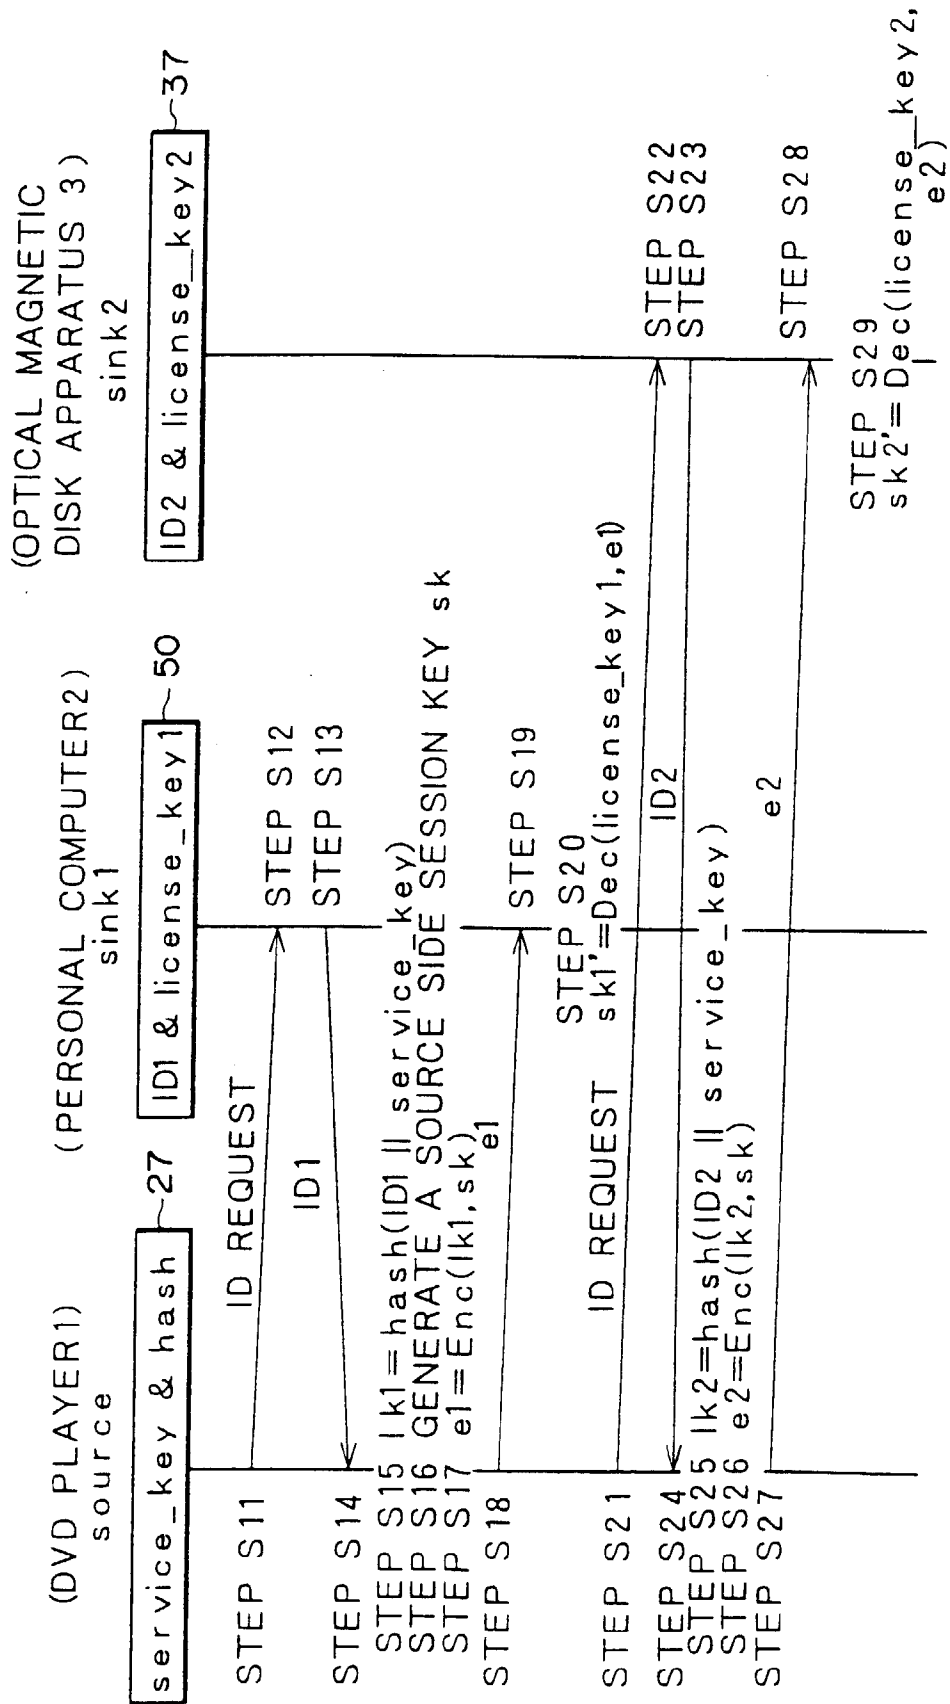 (DVD PLAYER1)
source
service_key & hash
27
(PERSONAL COMPUTER2)
sink1
ID1 & license_key1
50
(OPTICAL MAGNETIC
DISK APPARATUS 3)
sink2
ID2 & license_key2
37
STEP S11
ID REQUEST
STEP S12
STEP S13
ID1
STEP S14
STEP S15 lk1=hash(ID1 || service_key)
STEP S16 GENERATE A SOURCE SIDE SESSION KEY sk
STEP S17 e1=Enc(lk1,sk)
STEP S18
e1
STEP S19
STEP S20
sk1'=Dec(license_key1,e1)
STEP S21
ID REQUEST
STEP S22
STEP S23
ID2
STEP S24
STEP S25 lk2=hash(ID2 || service_key)
STEP S26 e2=Enc(lk2,sk)
STEP S27
e2
STEP S28
STEP S29
sk2'=Dec(license_key2,
e2)